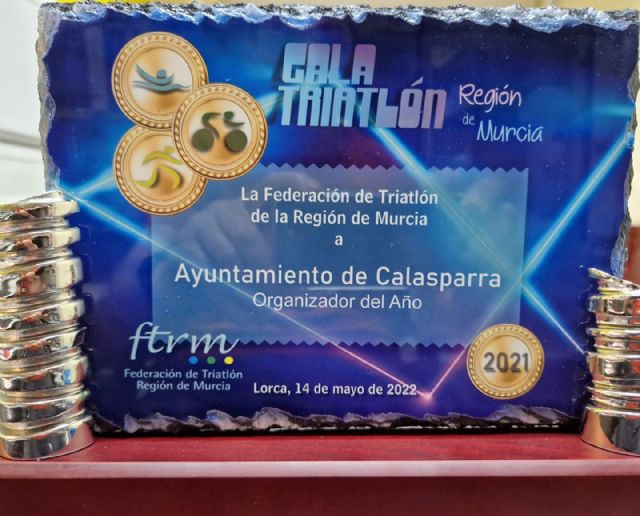 GALA
TRIATLÓN
Región
de
Murcia
La Federación de Triatlón
de la Región de Murcia
a
Ayuntamiento de Calasparra
Organizador del Año
ftrm
Federación de Triatlón
Región de Murcia
Lorca, 14 de mayo de 2022
2021